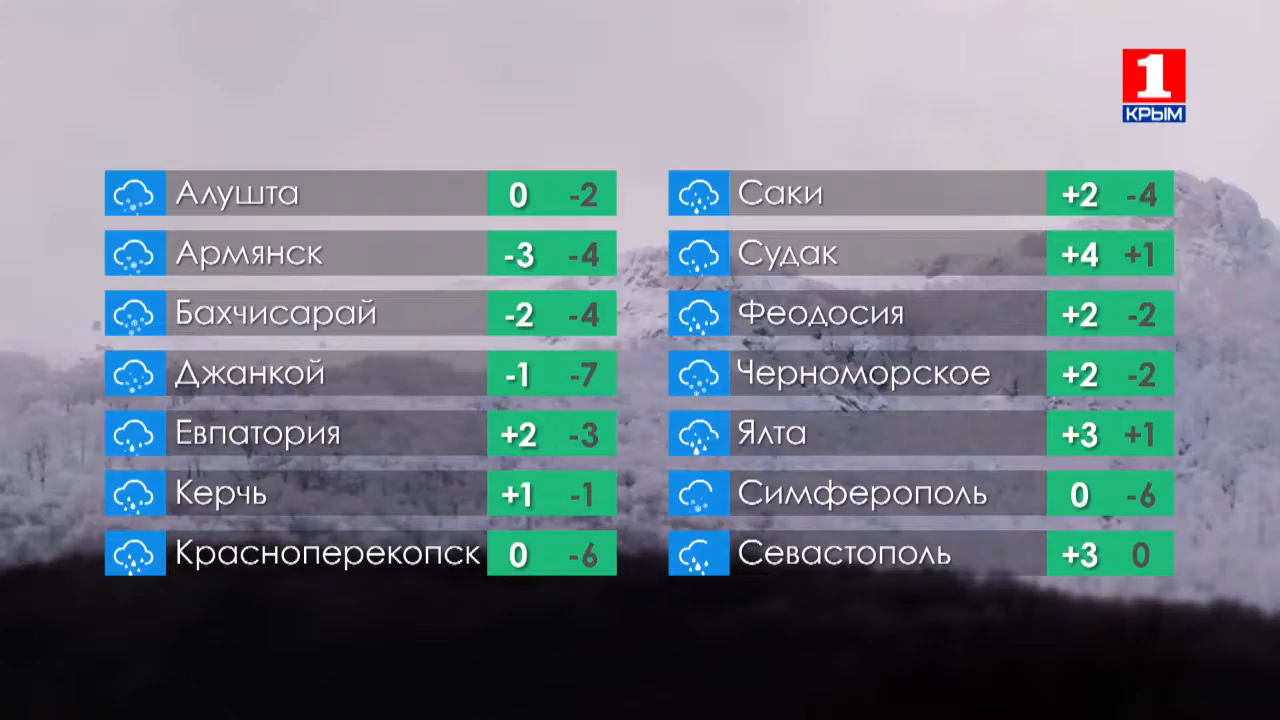 1
КРЫМ
Алушта 0 -2
Армянск -3 -4
Бахчисарай -2 -4
Джанкой -1 -7
Евпатория +2 -3
Керчь +1 -1
Красноперекопск 0 -6
Саки +2 -4
Судак +4 +1
Феодосия +2 -2
Черноморское +2 -2
Ялта +3 +1
Симферополь 0 -6
Севастополь +3 0